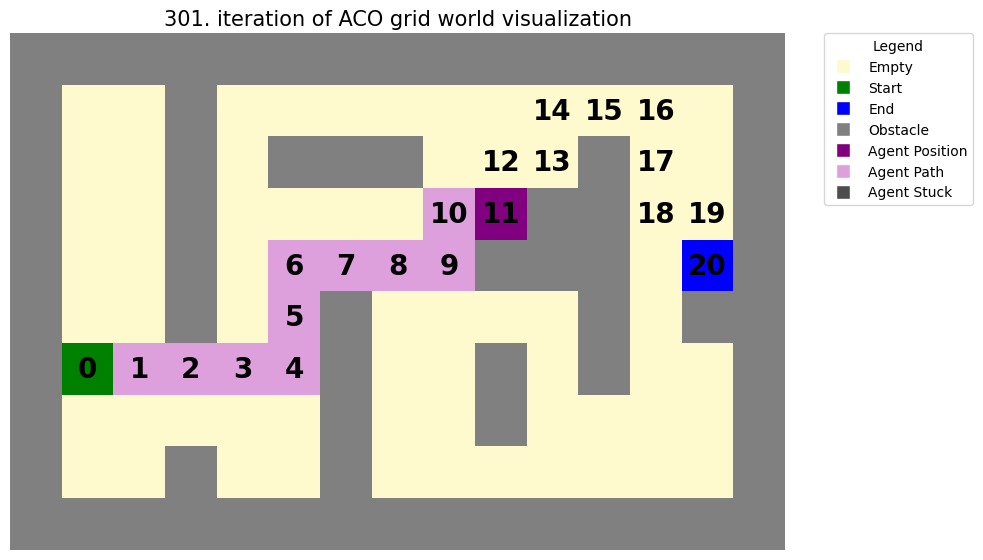 301. iteration of ACO grid world visualization
Legend
Empty
Start
End
Obstacle
Agent Position
Agent Path
Agent Stuck
14 15 16
12 13 17
10 11 18 19
6 7 8 9 20
5
0 1 2 3 4